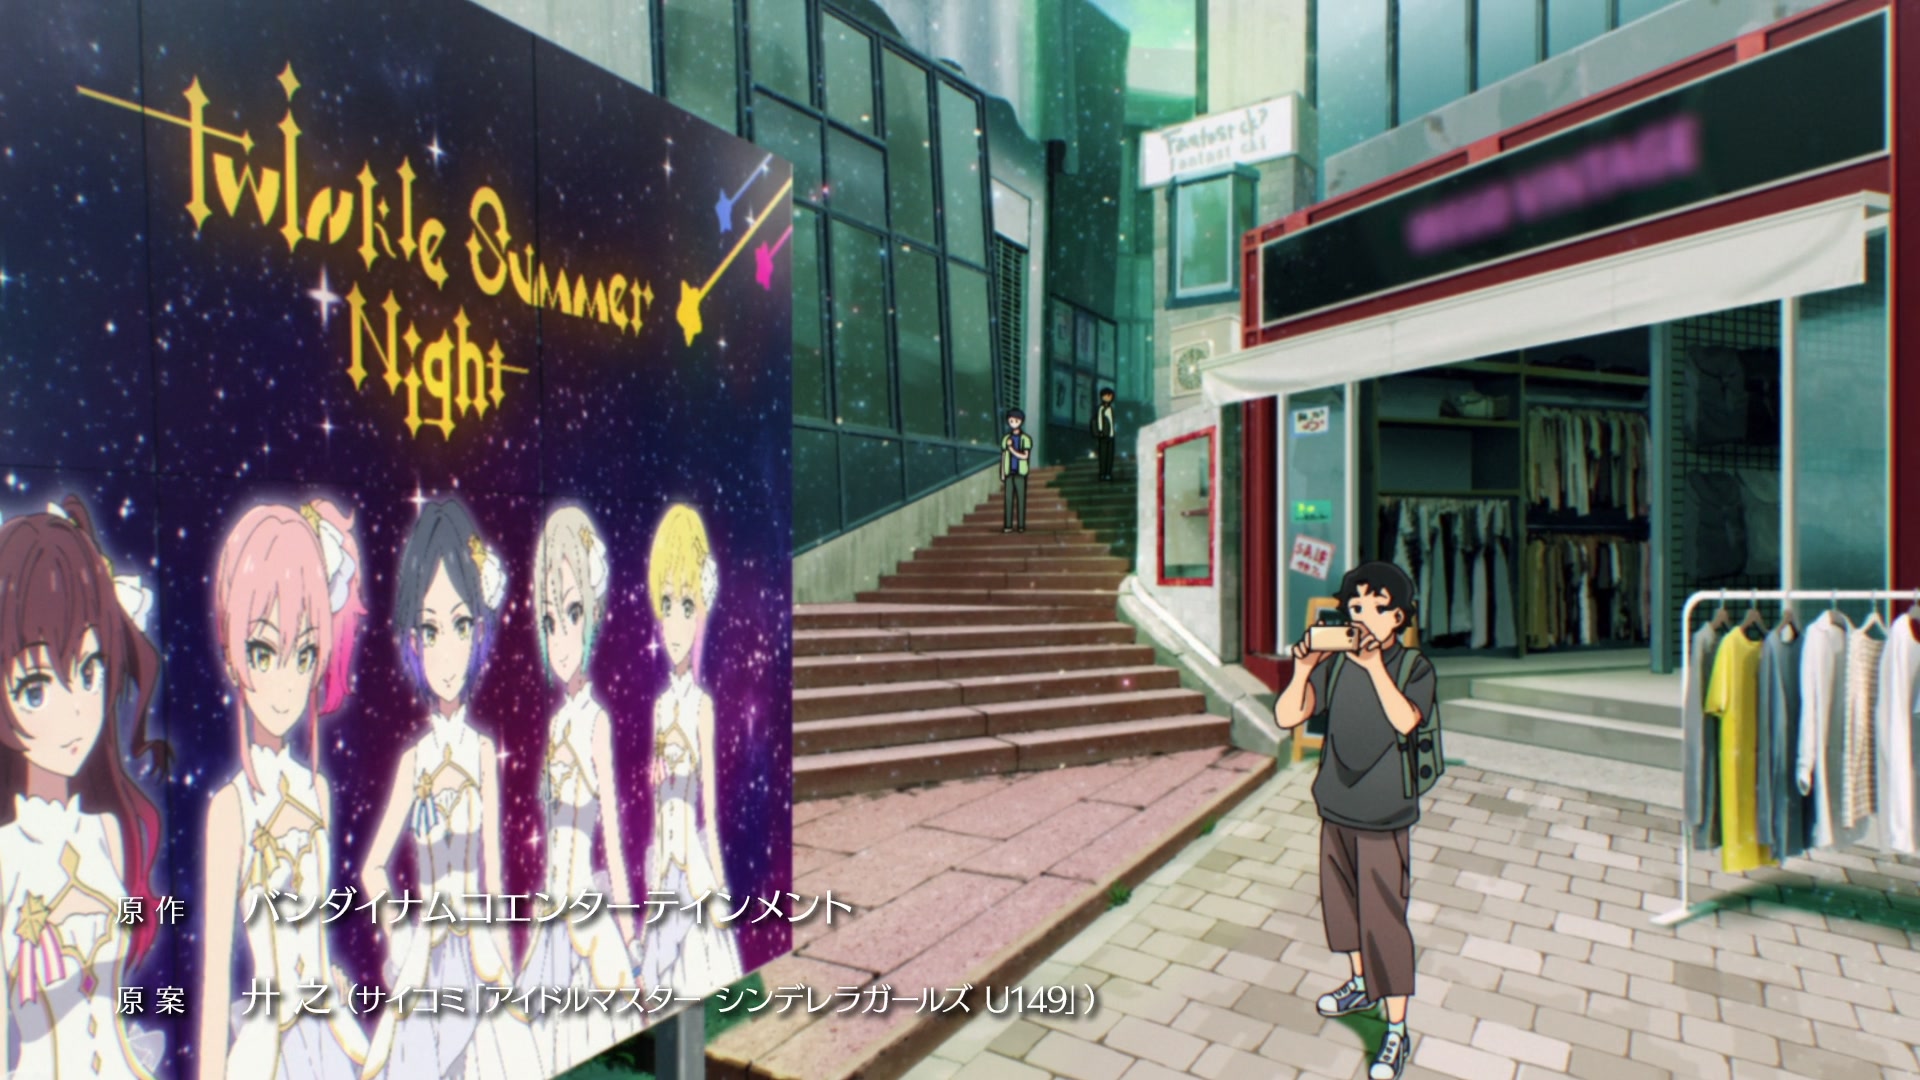 twinkle Summer
Night
VINTAGE
SALE
原作 バンダイナムコエンターテインメント
原案 廾之(サイコミ「アイドルマスター シンデレラガールズ U149」)